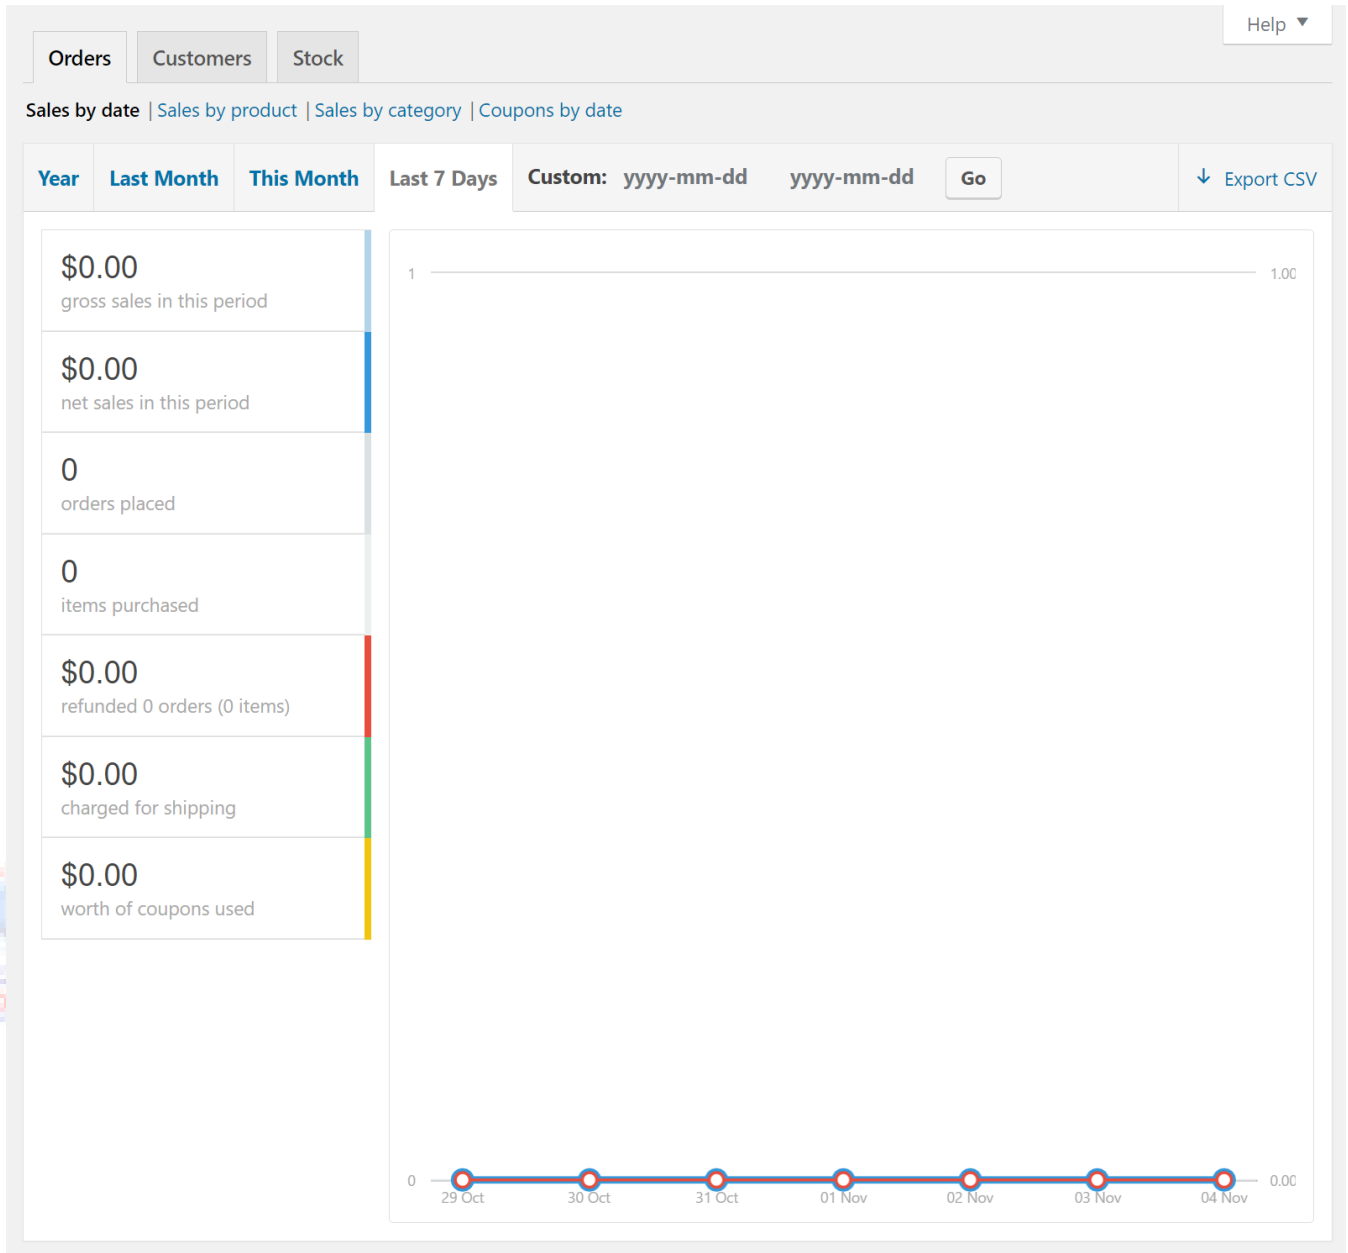 Help ▼
Orders Customers Stock
Sales by date | Sales by product | Sales by category | Coupons by date
Year Last Month This Month Last 7 Days Custom: yyyy-mm-dd yyyy-mm-dd Go Export CSV
$0.00
gross sales in this period
$0.00
net sales in this period
0
orders placed
0
items purchased
$0.00
refunded 0 orders (0 items)
$0.00
charged for shipping
$0.00
worth of coupons used
1 1.00
0 0.00
29 Oct 30 Oct 31 Oct 01 Nov 02 Nov 03 Nov 04 Nov